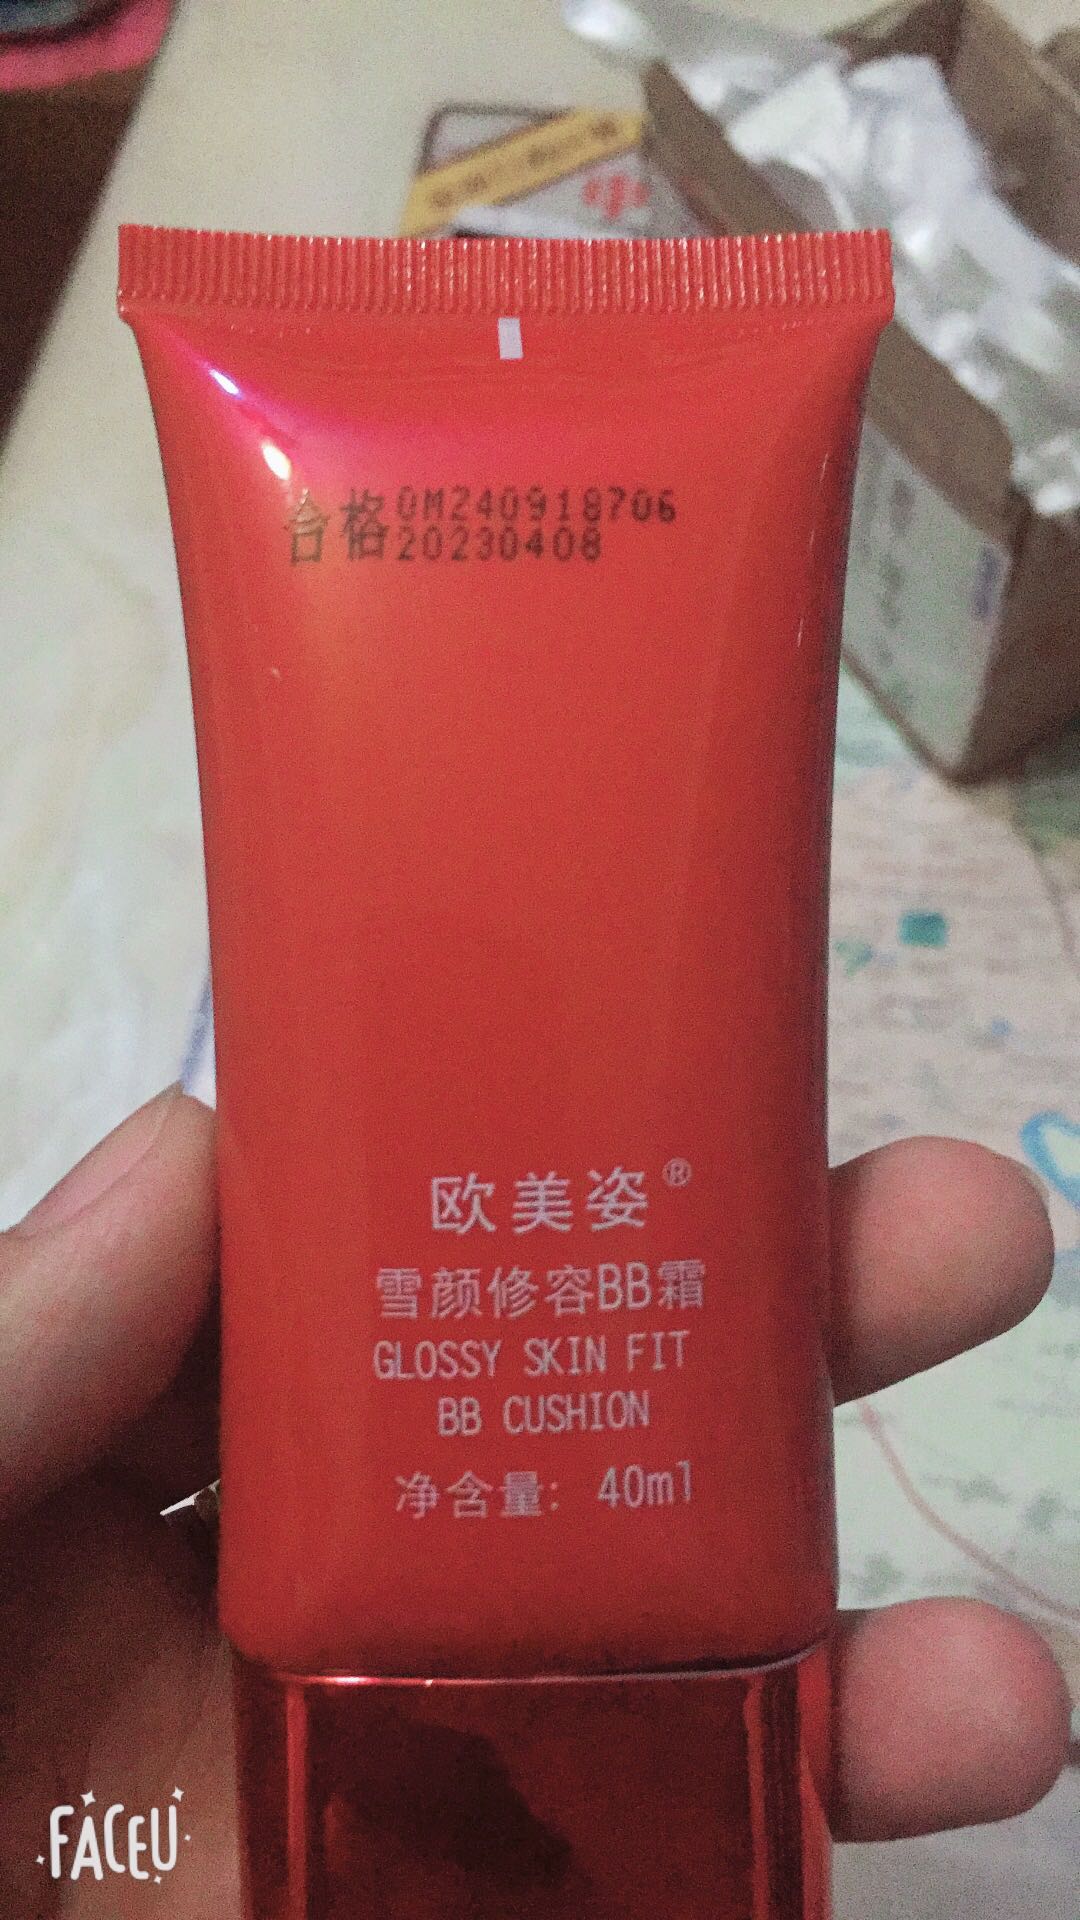 合格 OM240918706
20230408
欧美姿®
雪颜修容BB霜
GLOSSY SKIN FIT
BB CUSHION
净含量: 40ml
FACEU